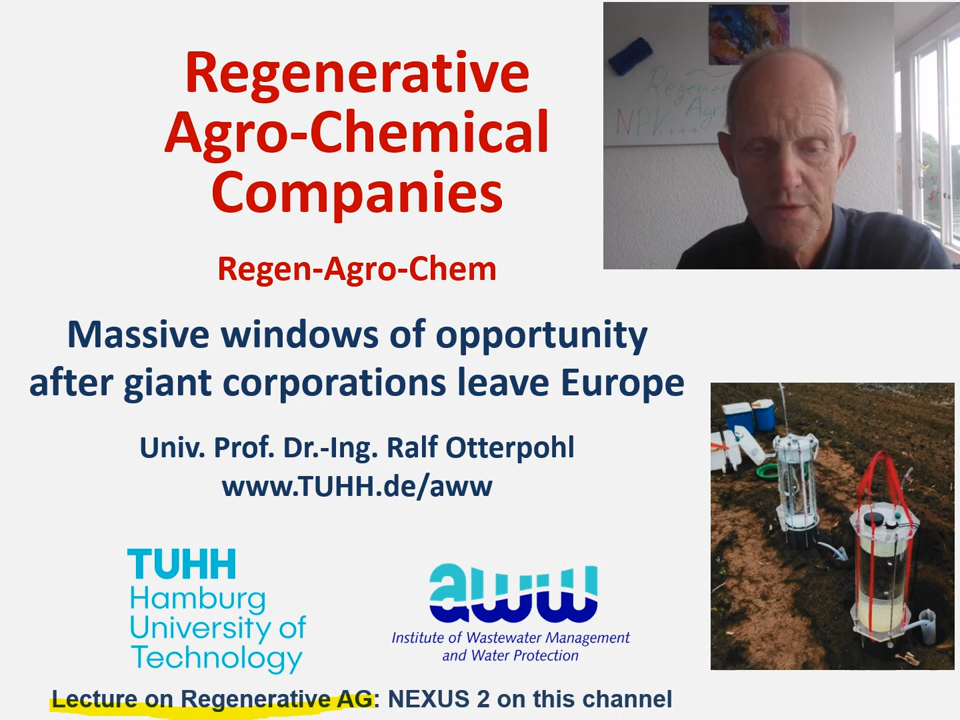 Regenerative
Agro-Chemical
Companies
Regen-Agro-Chem
Massive windows of opportunity
after giant corporations leave Europe
Univ. Prof. Dr.-Ing. Ralf Otterpohl
www.TUHH.de/aww
TUHH
Hamburg
University of
Technology
aww
Institute of Wastewater Management
and Water Protection
Lecture on Regenerative AG: NEXUS 2 on this channel
NPK+++